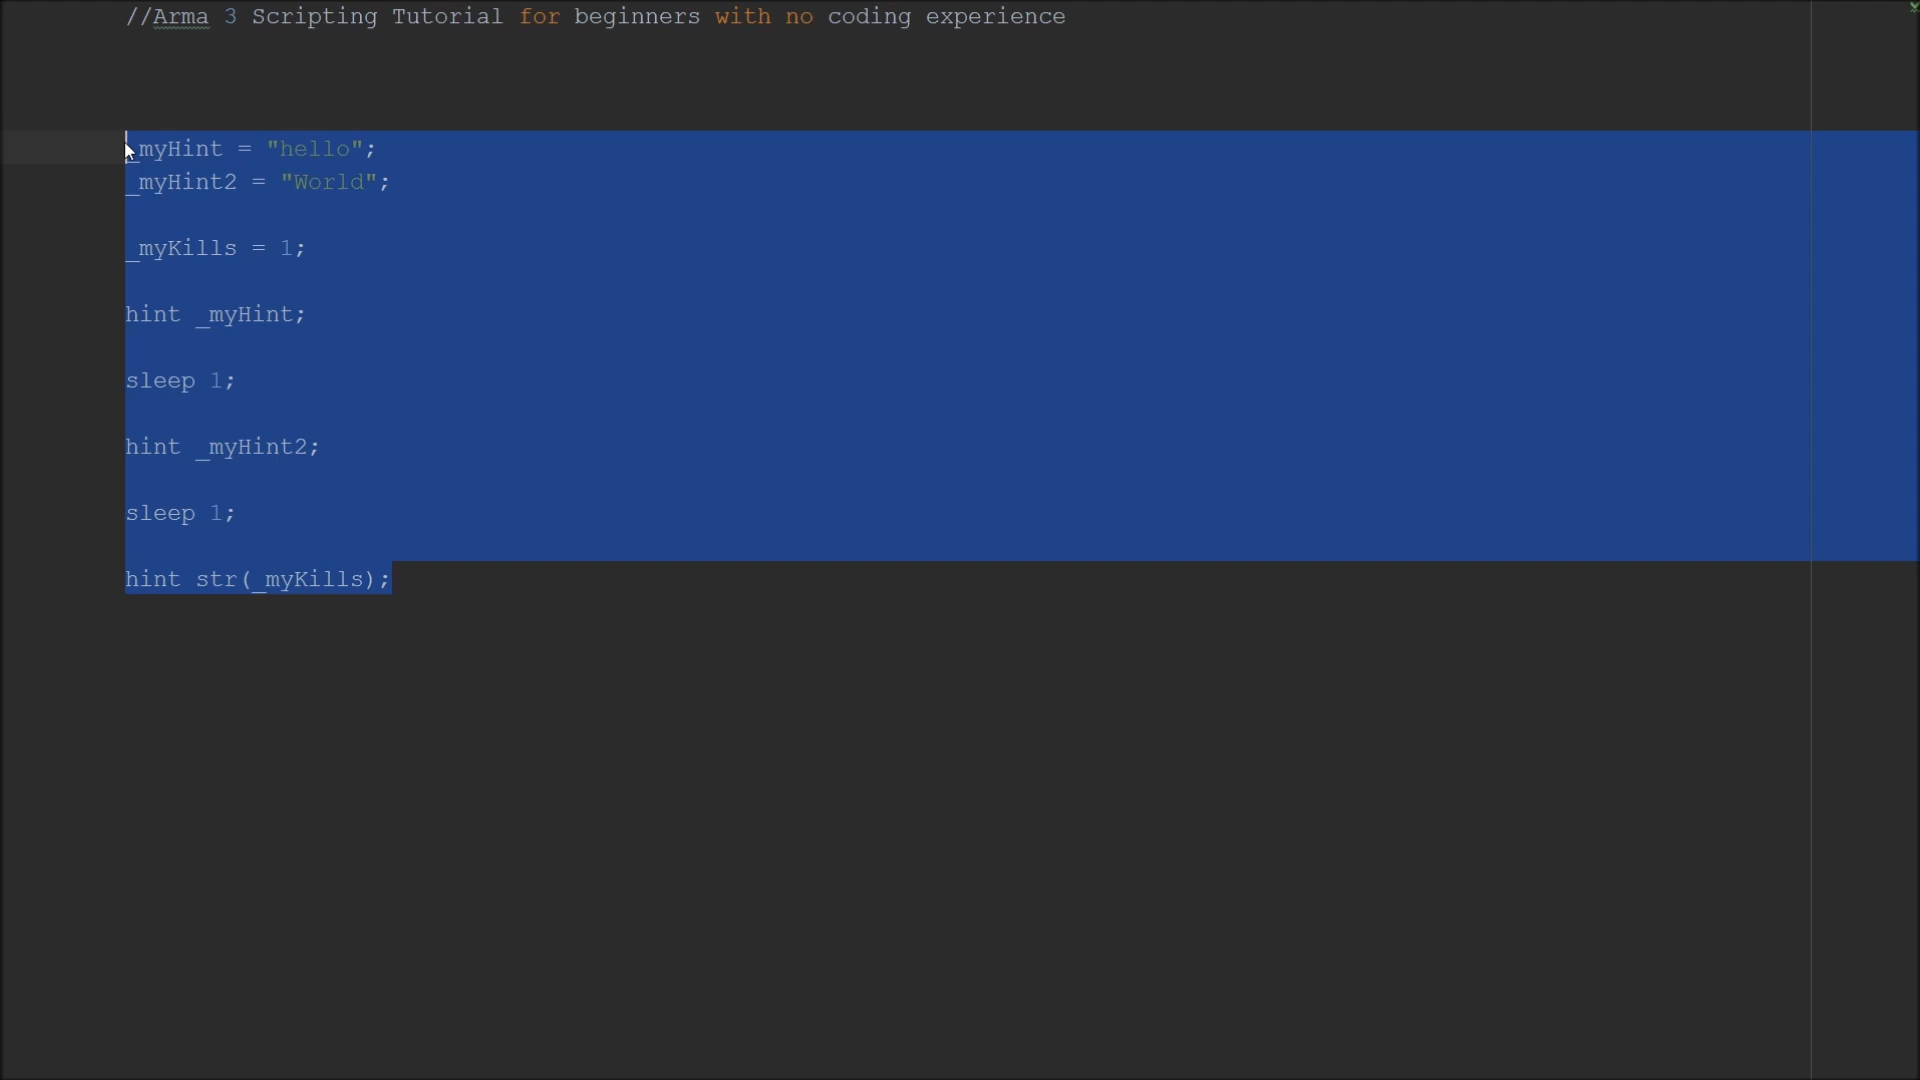 //Arma 3 Scripting Tutorial for beginners with no coding experience
_myHint = "hello";
_myHint2 = "World";
_myKills = 1;
hint _myHint;
sleep 1;
hint _myHint2;
sleep 1;
hint str(_myKills);